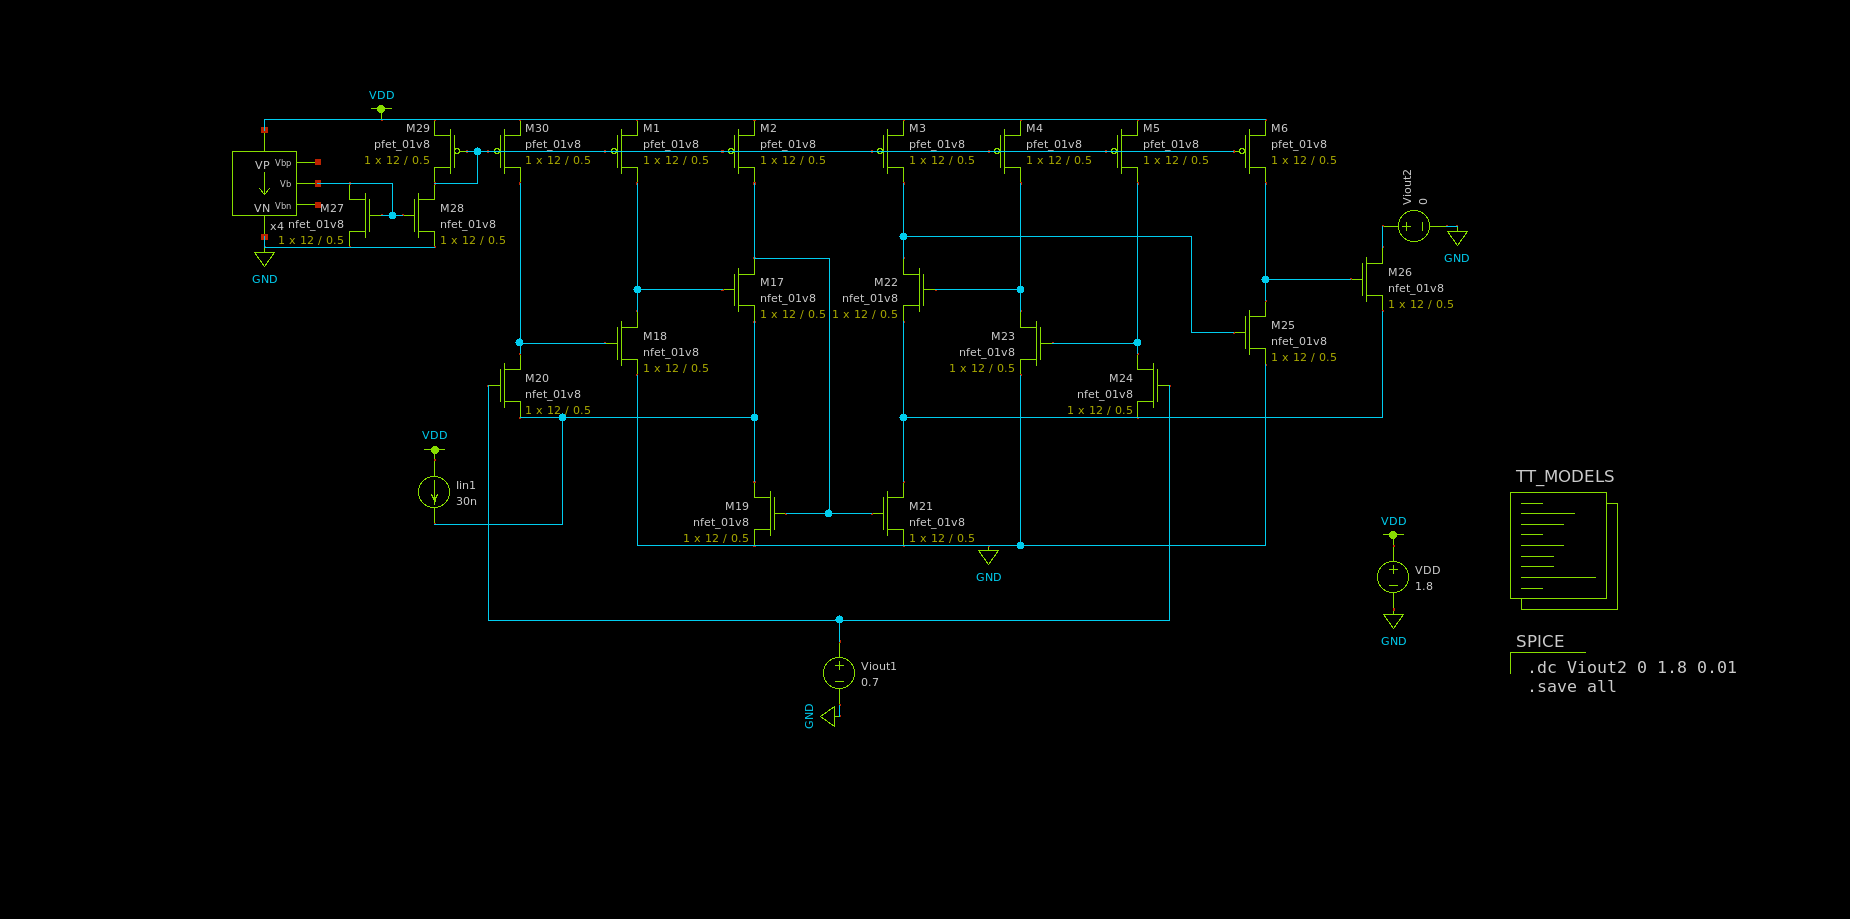 VDD
VP
Vbp
Vb
VN
Vbn
x4
GND
M27
nfet_01v8
1 x 12 / 0.5
M29
pfet_01v8
1 x 12 / 0.5
M28
nfet_01v8
1 x 12 / 0.5
M30
pfet_01v8
1 x 12 / 0.5
M1
pfet_01v8
1 x 12 / 0.5
M2
pfet_01v8
1 x 12 / 0.5
M3
pfet_01v8
1 x 12 / 0.5
M4
pfet_01v8
1 x 12 / 0.5
M5
pfet_01v8
1 x 12 / 0.5
M6
pfet_01v8
1 x 12 / 0.5
Viout2
0
GND
M26
nfet_01v8
1 x 12 / 0.5
M17
nfet_01v8
1 x 12 / 0.5
M22
nfet_01v8
1 x 12 / 0.5
M18
nfet_01v8
1 x 12 / 0.5
M23
nfet_01v8
1 x 12 / 0.5
M25
nfet_01v8
1 x 12 / 0.5
M20
nfet_01v8
1 x 12 / 0.5
M24
nfet_01v8
1 x 12 / 0.5
VDD
Iin1
30n
M19
nfet_01v8
1 x 12 / 0.5
M21
nfet_01v8
1 x 12 / 0.5
GND
Viout1
0.7
GND
VDD
VDD
1.8
GND
TT_MODELS
SPICE
.dc Viout2 0 1.8 0.01
.save all